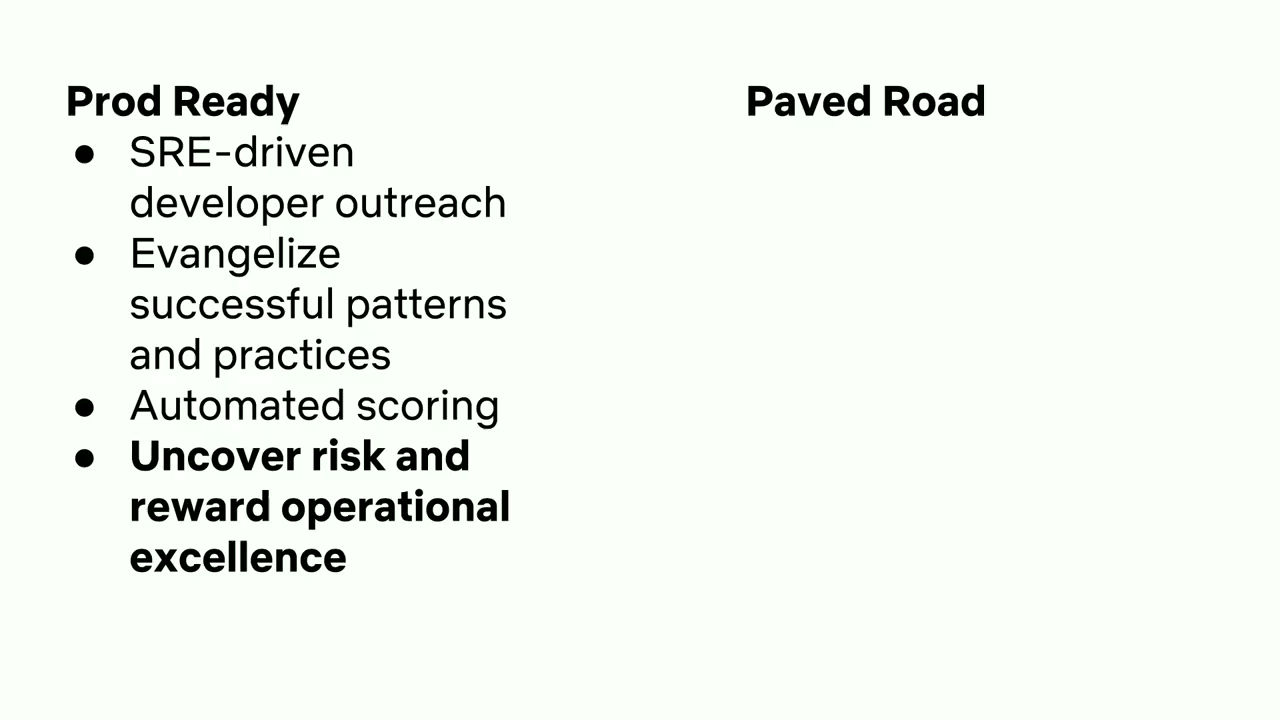 Prod Ready
● SRE-driven
developer outreach
● Evangelize
successful patterns
and practices
● Automated scoring
● Uncover risk and
reward operational
excellence
Paved Road